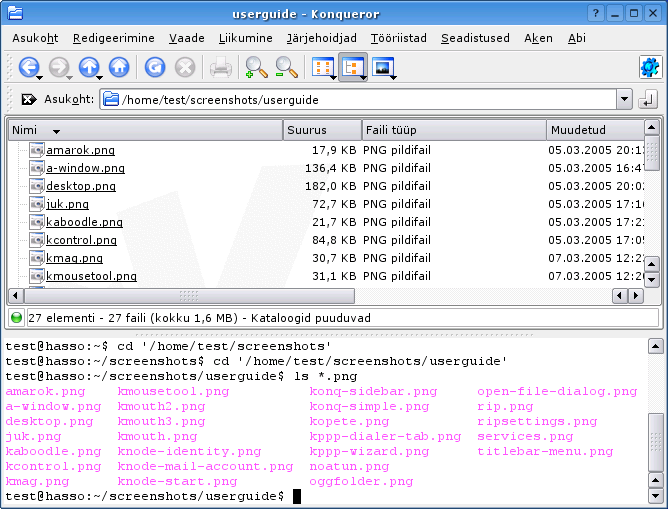 userguide - Konqueror
Asukoht Redigeerimine Vaade Liikumine Järjehoidjad Tööriistad Seadistused Aken Abi
Asukoht: /home/test/screenshots/userguide
Nimi Suurus Faili tüüp Muudetud
amarok.png 17,9 KB PNG pildifail 05.03.2005 20:13
a-window.png 136,4 KB PNG pildifail 05.03.2005 16:47
desktop.png 182,0 KB PNG pildifail 05.03.2005 20:02
juk.png 72,7 KB PNG pildifail 05.03.2005 17:16
kaboodle.png 21,7 KB PNG pildifail 05.03.2005 17:21
kcontrol.png 84,8 KB PNG pildifail 05.03.2005 17:05
kmag.png 30,7 KB PNG pildifail 07.03.2005 12:23
kmousetool.png 31,1 KB PNG pildifail 07.03.2005 12:20
27 elementi - 27 faili (kokku 1,6 MB) - Kataloogid puuduvad
test@hasso:~$ cd '/home/test/screenshots'
test@hasso:~/screenshots$ cd '/home/test/screenshots/userguide'
test@hasso:~/screenshots/userguide$ ls *.png
amarok.png kmousetool.png konq-sidebar.png open-file-dialog.png
a-window.png kmouth2.png konq-simple.png rip.png
desktop.png kmouth3.png kopete.png ripsettings.png
juk.png kmouth.png kppp-dialer-tab.png services.png
kaboodle.png knode-identity.png kppp-wizard.png titlebar-menu.png
kcontrol.png knode-mail-account.png noatun.png
kmag.png knode-start.png oggfolder.png
test@hasso:~/screenshots/userguide$